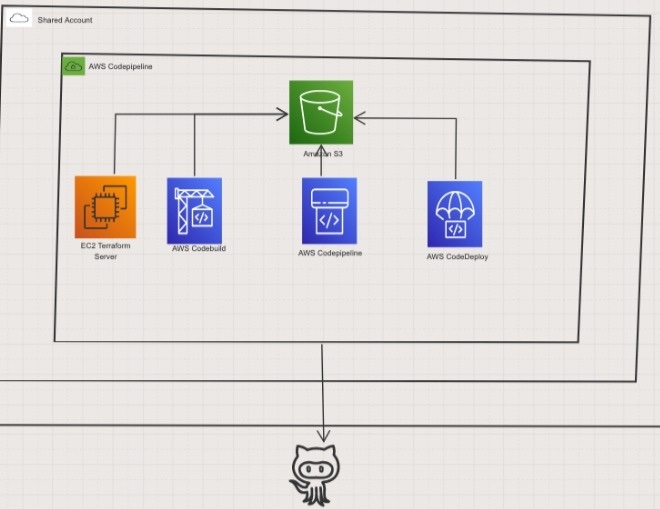 Shared Account
AWS Codepipeline
Amazon S3
EC2 Terraform
Server
AWS Codebuild
AWS Codepipeline
AWS CodeDeploy